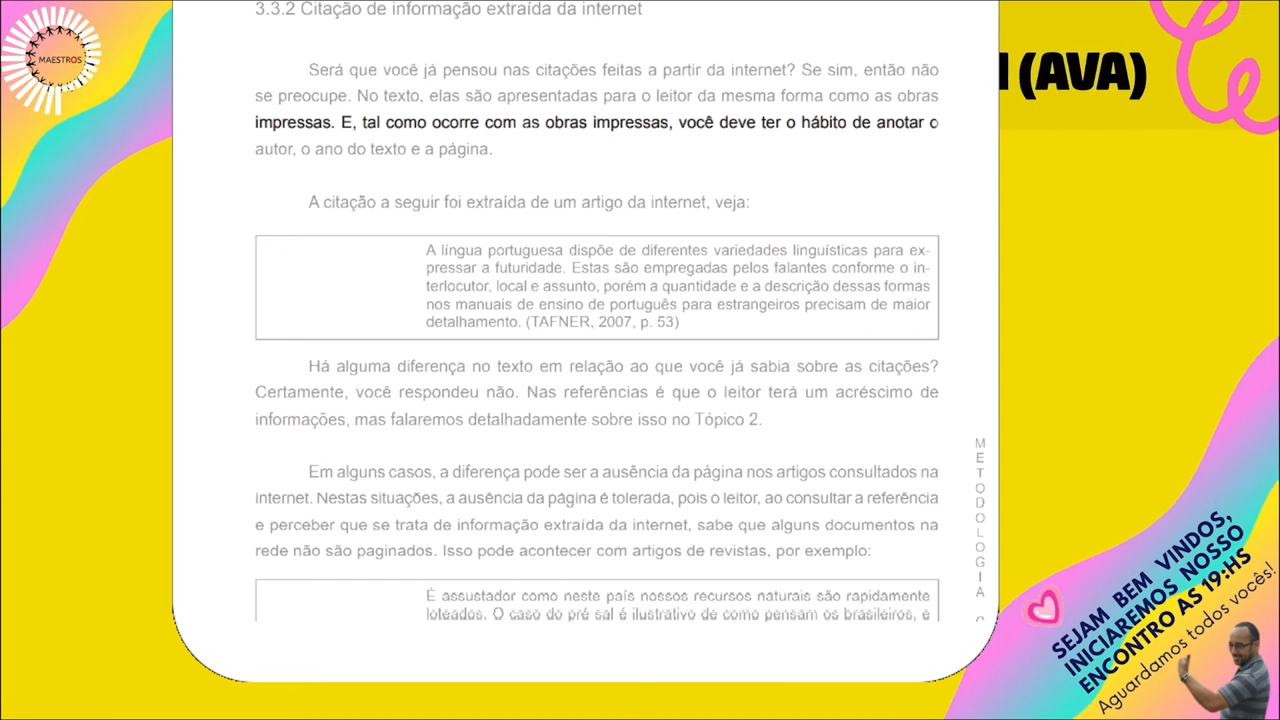 3.3.2 Citação de informação extraída da internet
MAESTROS
l (AVA)
Será que você já pensou nas citações feitas a partir da internet? Se sim, então não
se preocupe. No texto, elas são apresentadas para o leitor da mesma forma como as obras
impressas. E, tal como ocorre com as obras impressas, você deve ter o hábito de anotar o
autor, o ano do texto e a página.
A citação a seguir foi extraída de um artigo da internet, veja:
A língua portuguesa dispõe de diferentes variedades linguísticas para ex-
pressar a futuridade. Estas são empregadas pelos falantes conforme o in-
terlocutor, local e assunto, porém a quantidade e a descrição dessas formas
nos manuais de ensino de português para estrangeiros precisam de maior
detalhamento. (TAFNER, 2007, p. 53)
Há alguma diferença no texto em relação ao que você já sabia sobre as citações?
Certamente, você respondeu não. Nas referências é que o leitor terá um acréscimo de
informações, mas falaremos detalhadamente sobre isso no Tópico 2.
Em alguns casos, a diferença pode ser a ausência da página nos artigos consultados na
internet. Nestas situações, a ausência da página é tolerada, pois o leitor, ao consultar a referência
e perceber que se trata de informação extraída da internet, sabe que alguns documentos na
rede não são paginados. Isso pode acontecer com artigos de revistas, por exemplo:
É assustador como neste país nossos recursos naturais são rapidamente
loteados. O caso do pré sal é ilustrativo de como pensam os brasileiros, e
METODOLOGIA
SEJAM BEM VINDOS,
INICIAREMOS NOSSO
ENCONTRO AS 19:HS
Aguardamos todos vocês!